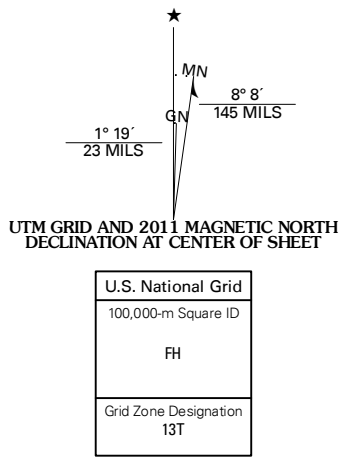 ★
MN
GN
8° 8´
145 MILS
1° 19´
23 MILS
UTM GRID AND 2011 MAGNETIC NORTH
DECLINATION AT CENTER OF SHEET
U.S. National Grid
100,000-m Square ID
FH
Grid Zone Designation
13T